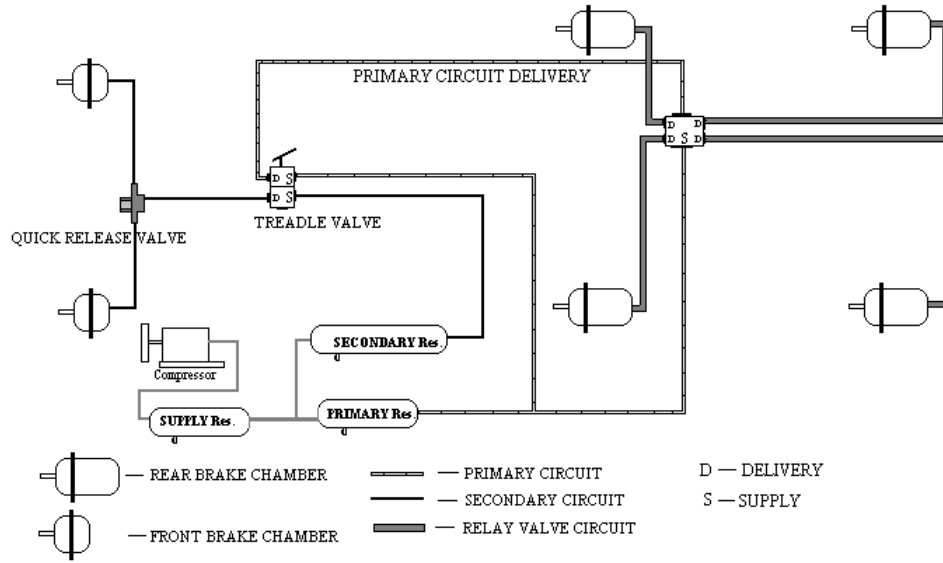 PRIMARY CIRCUIT DELIVERY
D D
S
D D
D S
D S
TREADLE VALVE
QUICK RELEASE VALVE
SECONDARY Res.
Compressor
SUPPLY Res.
PRIMARY Res.
— REAR BRAKE CHAMBER
— PRIMARY CIRCUIT
D — DELIVERY
— SECONDARY CIRCUIT
S — SUPPLY
— FRONT BRAKE CHAMBER
— RELAY VALVE CIRCUIT